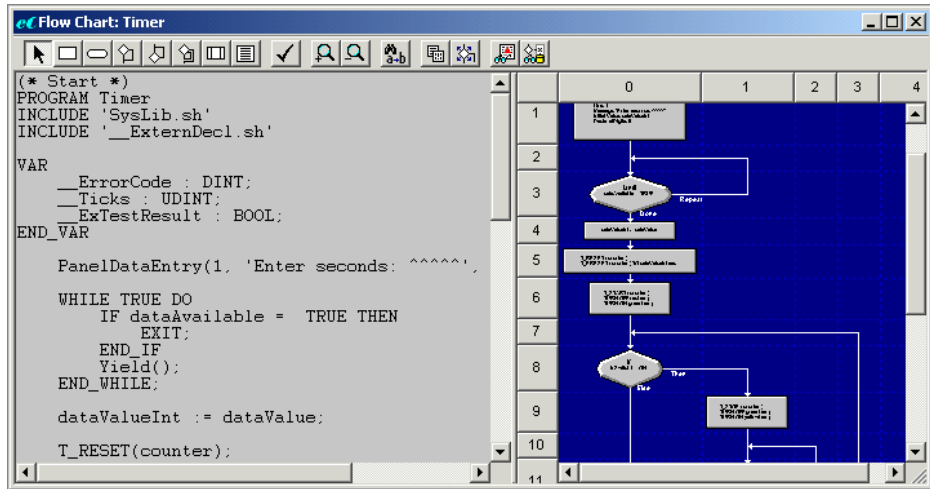 eC Flow Chart: Timer
a→b
(* Start *)
PROGRAM Timer
INCLUDE 'SysLib.sh'
INCLUDE '__ExternDecl.sh'
VAR
__ErrorCode : DINT;
__Ticks : UDINT;
__ExTestResult : BOOL;
END_VAR
PanelDataEntry(1, 'Enter seconds: ^^^^^',
WHILE TRUE DO
IF dataAvailable =  TRUE THEN
EXIT;
END_IF
Yield();
END_WHILE;
dataValueInt := dataValue;
T_RESET(counter);
0 1 2 3 4
1
2
3
Repeat
Done
4
5
6
7
8
Then
Else
9
10
11